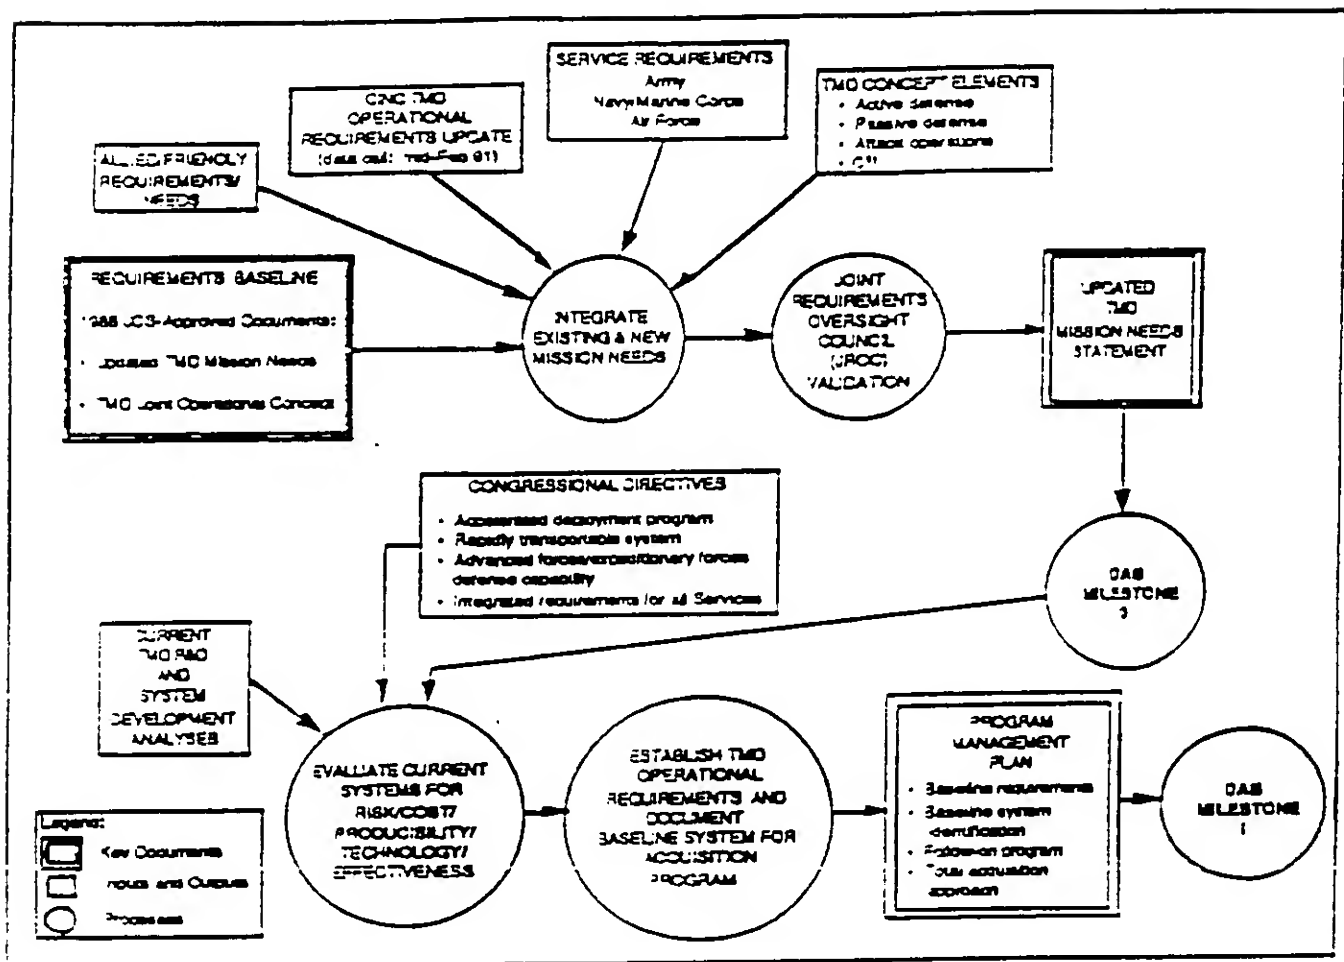 SERVICE REQUIREMENTS
Army
Navy/Marine Corps
Air Force
TMD CONCEPT ELEMENTS
• Active defense
• Passive defense
• Attack operations
CINC TMD
OPERATIONAL
REQUIREMENTS UPDATE
(data call: mid-Feb 91)
ALLIED/FRIENDLY
REQUIREMENTS/
NEEDS
REQUIREMENTS BASELINE
JCS-Approved Documents:
• Updated TMD Mission Needs
• TMD Joint Operational Concept
INTEGRATE
EXISTING & NEW
MISSION NEEDS
JOINT
REQUIREMENTS
OVERSIGHT
COUNCIL
(JROC)
VALIDATION
UPDATED
TMD
MISSION NEEDS
STATEMENT
CONGRESSIONAL DIRECTIVES
• Accelerated deployment program
• Rapidly transportable system
• Advanced forces/expeditionary forces
defense capability
• Integrated requirements for all Services
DAB
MILESTONE
CURRENT
TMD R&D
AND
SYSTEM
DEVELOPMENT
ANALYSES
EVALUATE CURRENT
SYSTEMS FOR
RISK/COST/
PRODUCIBILITY/
TECHNOLOGY/
EFFECTIVENESS
ESTABLISH TMD
OPERATIONAL
REQUIREMENTS AND
DOCUMENT
BASELINE SYSTEM FOR
ACQUISITION
PROGRAM
PROGRAM
MANAGEMENT
PLAN
• Baseline requirements
• Baseline system
identification
• Follow-on program
• Total acquisition
approach
DAB
MILESTONE
I
Legend:
Key Documents
Inputs and Outputs
Processes